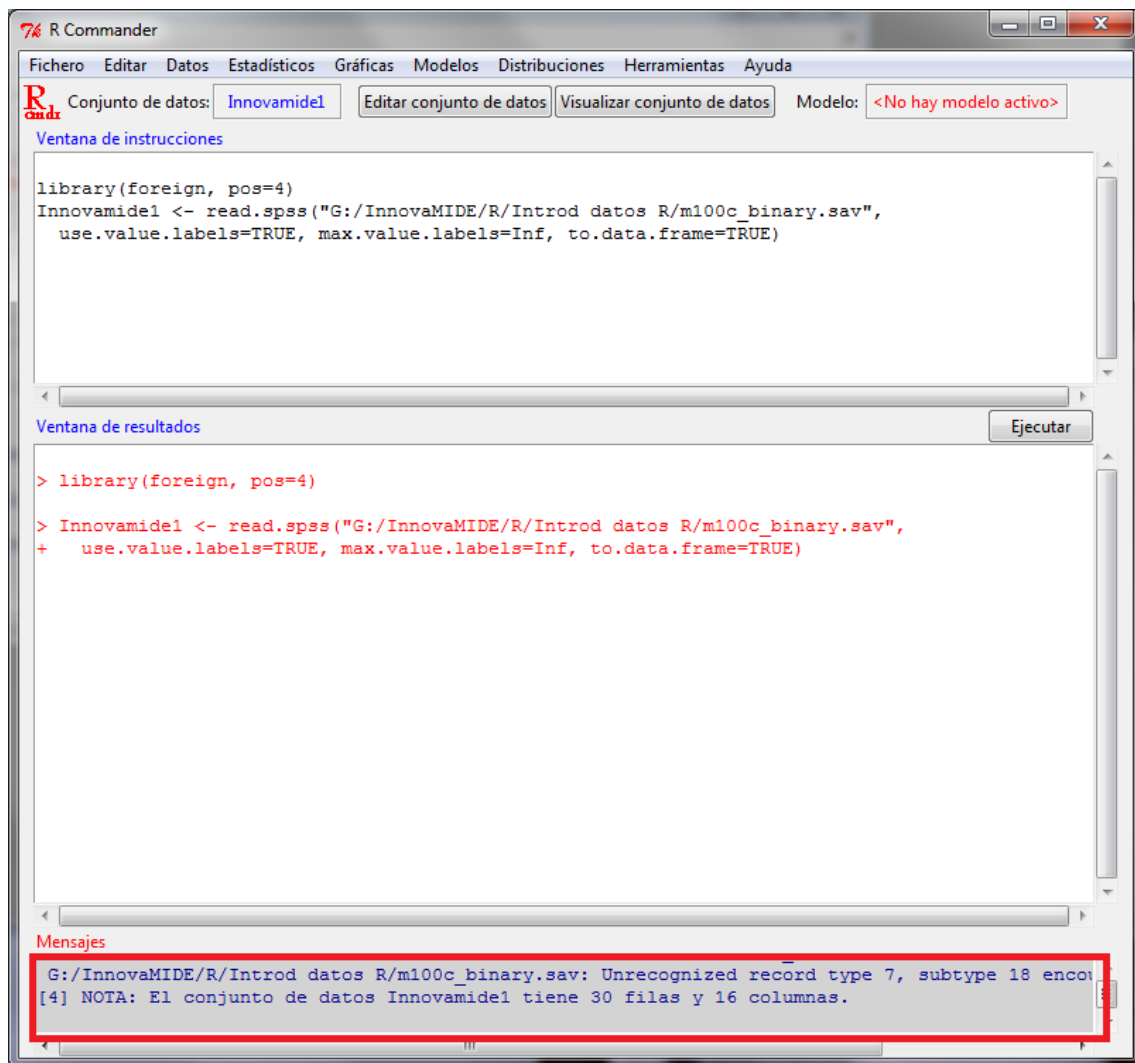 R Commander
Fichero Editar Datos Estadísticos Gráficas Modelos Distribuciones Herramientas Ayuda
R Cmdr Conjunto de datos: Innovamide1 Editar conjunto de datos Visualizar conjunto de datos Modelo: <No hay modelo activo>
Ventana de instrucciones
library(foreign, pos=4)
Innovamide1 <- read.spss("G:/InnovaMIDE/R/Introd datos R/m100c_binary.sav",
  use.value.labels=TRUE, max.value.labels=Inf, to.data.frame=TRUE)
Ventana de resultados Ejecutar
> library(foreign, pos=4)
> Innovamide1 <- read.spss("G:/InnovaMIDE/R/Introd datos R/m100c_binary.sav",
+   use.value.labels=TRUE, max.value.labels=Inf, to.data.frame=TRUE)
Mensajes
G:/InnovaMIDE/R/Introd datos R/m100c_binary.sav: Unrecognized record type 7, subtype 18
[4] NOTA: El conjunto de datos Innovamide1 tiene 30 filas y 16 columnas.